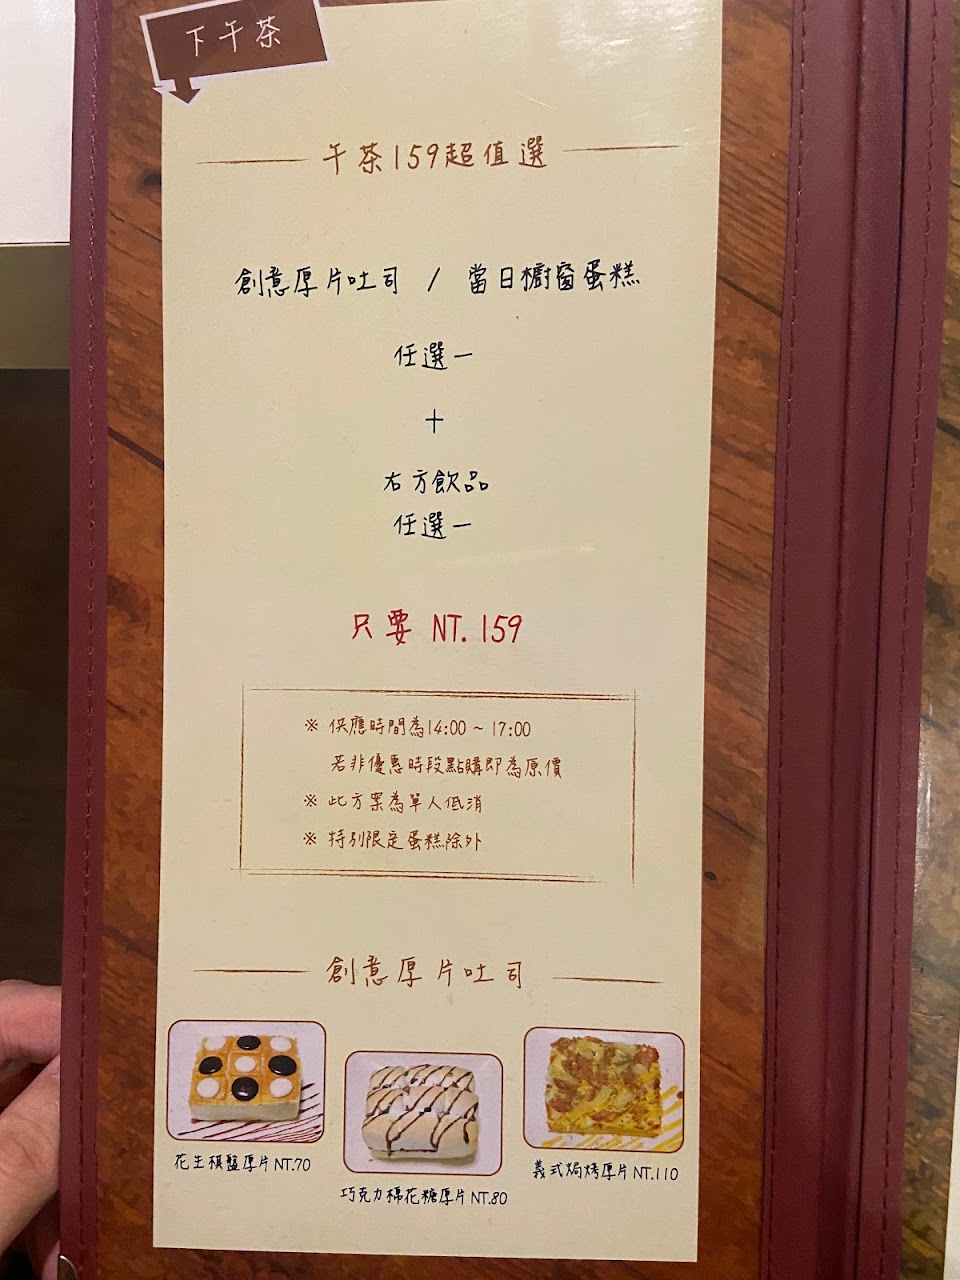 下午茶
午茶159超值選
創意厚片吐司 / 當日櫥窗蛋糕
任選一
+
右方飲品
任選一
只要 NT. 159
※ 供應時間為14:00 ~ 17:00
若非優惠時段點購即為原價
※ 此方案為單人低消
※ 特別限定蛋糕除外
創意厚片吐司
花生棋盤厚片 NT.70
巧克力棉花糖厚片 NT.80
義式焗烤厚片 NT.110